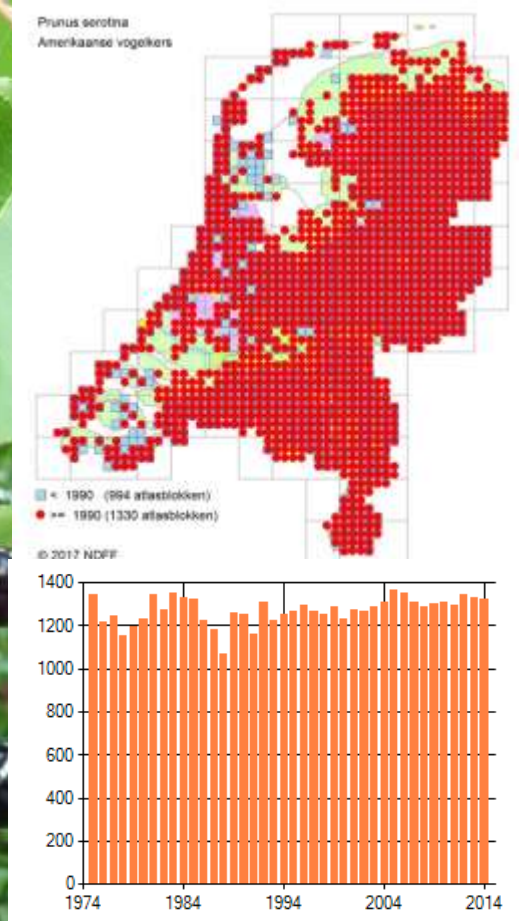 Prunus serotina
Amerikaanse vogelkers
< 1990 (994 atlasblokken)
>= 1990 (1330 atlasblokken)
© 2017 NDFF
1400
1200
1000
800
600
400
200
0
1974 1984 1994 2004 2014